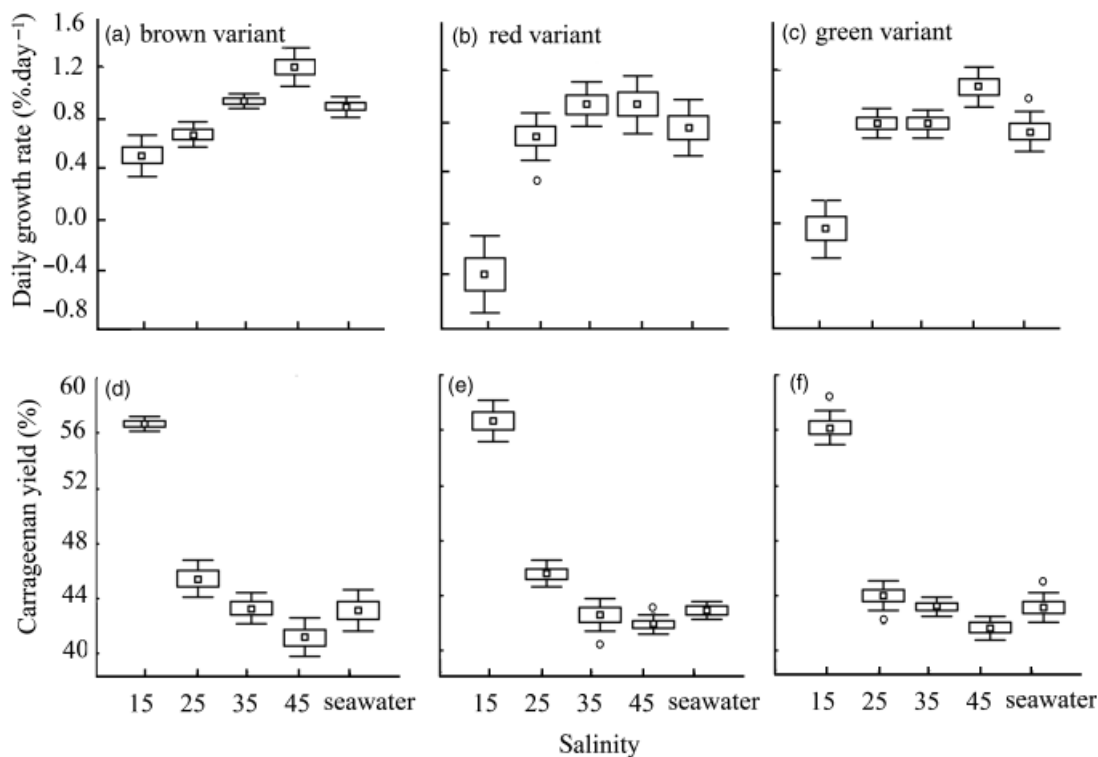 (a) brown variant
(b) red variant
(c) green variant
Daily growth rate (%.day⁻¹)
1.6
1.2
0.8
0.4
0.0
−0.4
−0.8
15 25 35 45 seawater
15 25 35 45 seawater
15 25 35 45 seawater
(d)
(e)
(f)
Carrageenan yield (%)
60
56
52
48
44
40
Salinity